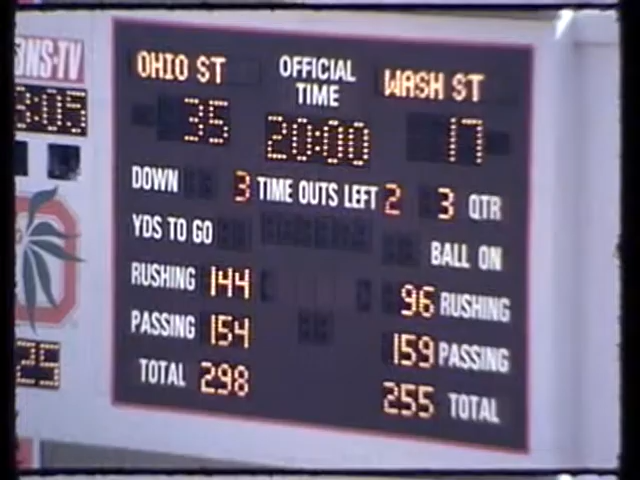 BNS-TV
OHIO ST OFFICIAL TIME WASH ST
35 20:00 17
3:05
DOWN 3 TIME OUTS LEFT 2 3 QTR
YDS TO GO BALL ON
RUSHING 144 96 RUSHING
PASSING 154 159 PASSING
25
TOTAL 298 255 TOTAL